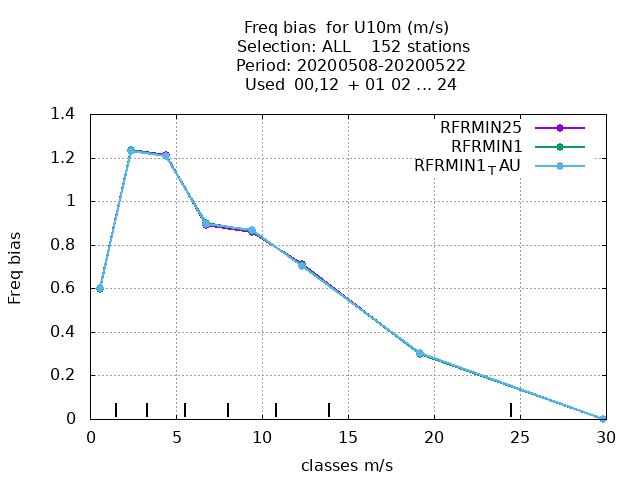 Freq bias  for U10m (m/s)
Selection: ALL    152 stations
Period: 20200508-20200522
Used  00,12  + 01 02 ... 24
RFRMIN25
RFRMIN1
RFRMIN1TAU
1.4
1.2
1
0.8
0.6
0.4
0.2
0
Freq bias
0 5 10 15 20 25 30
classes m/s